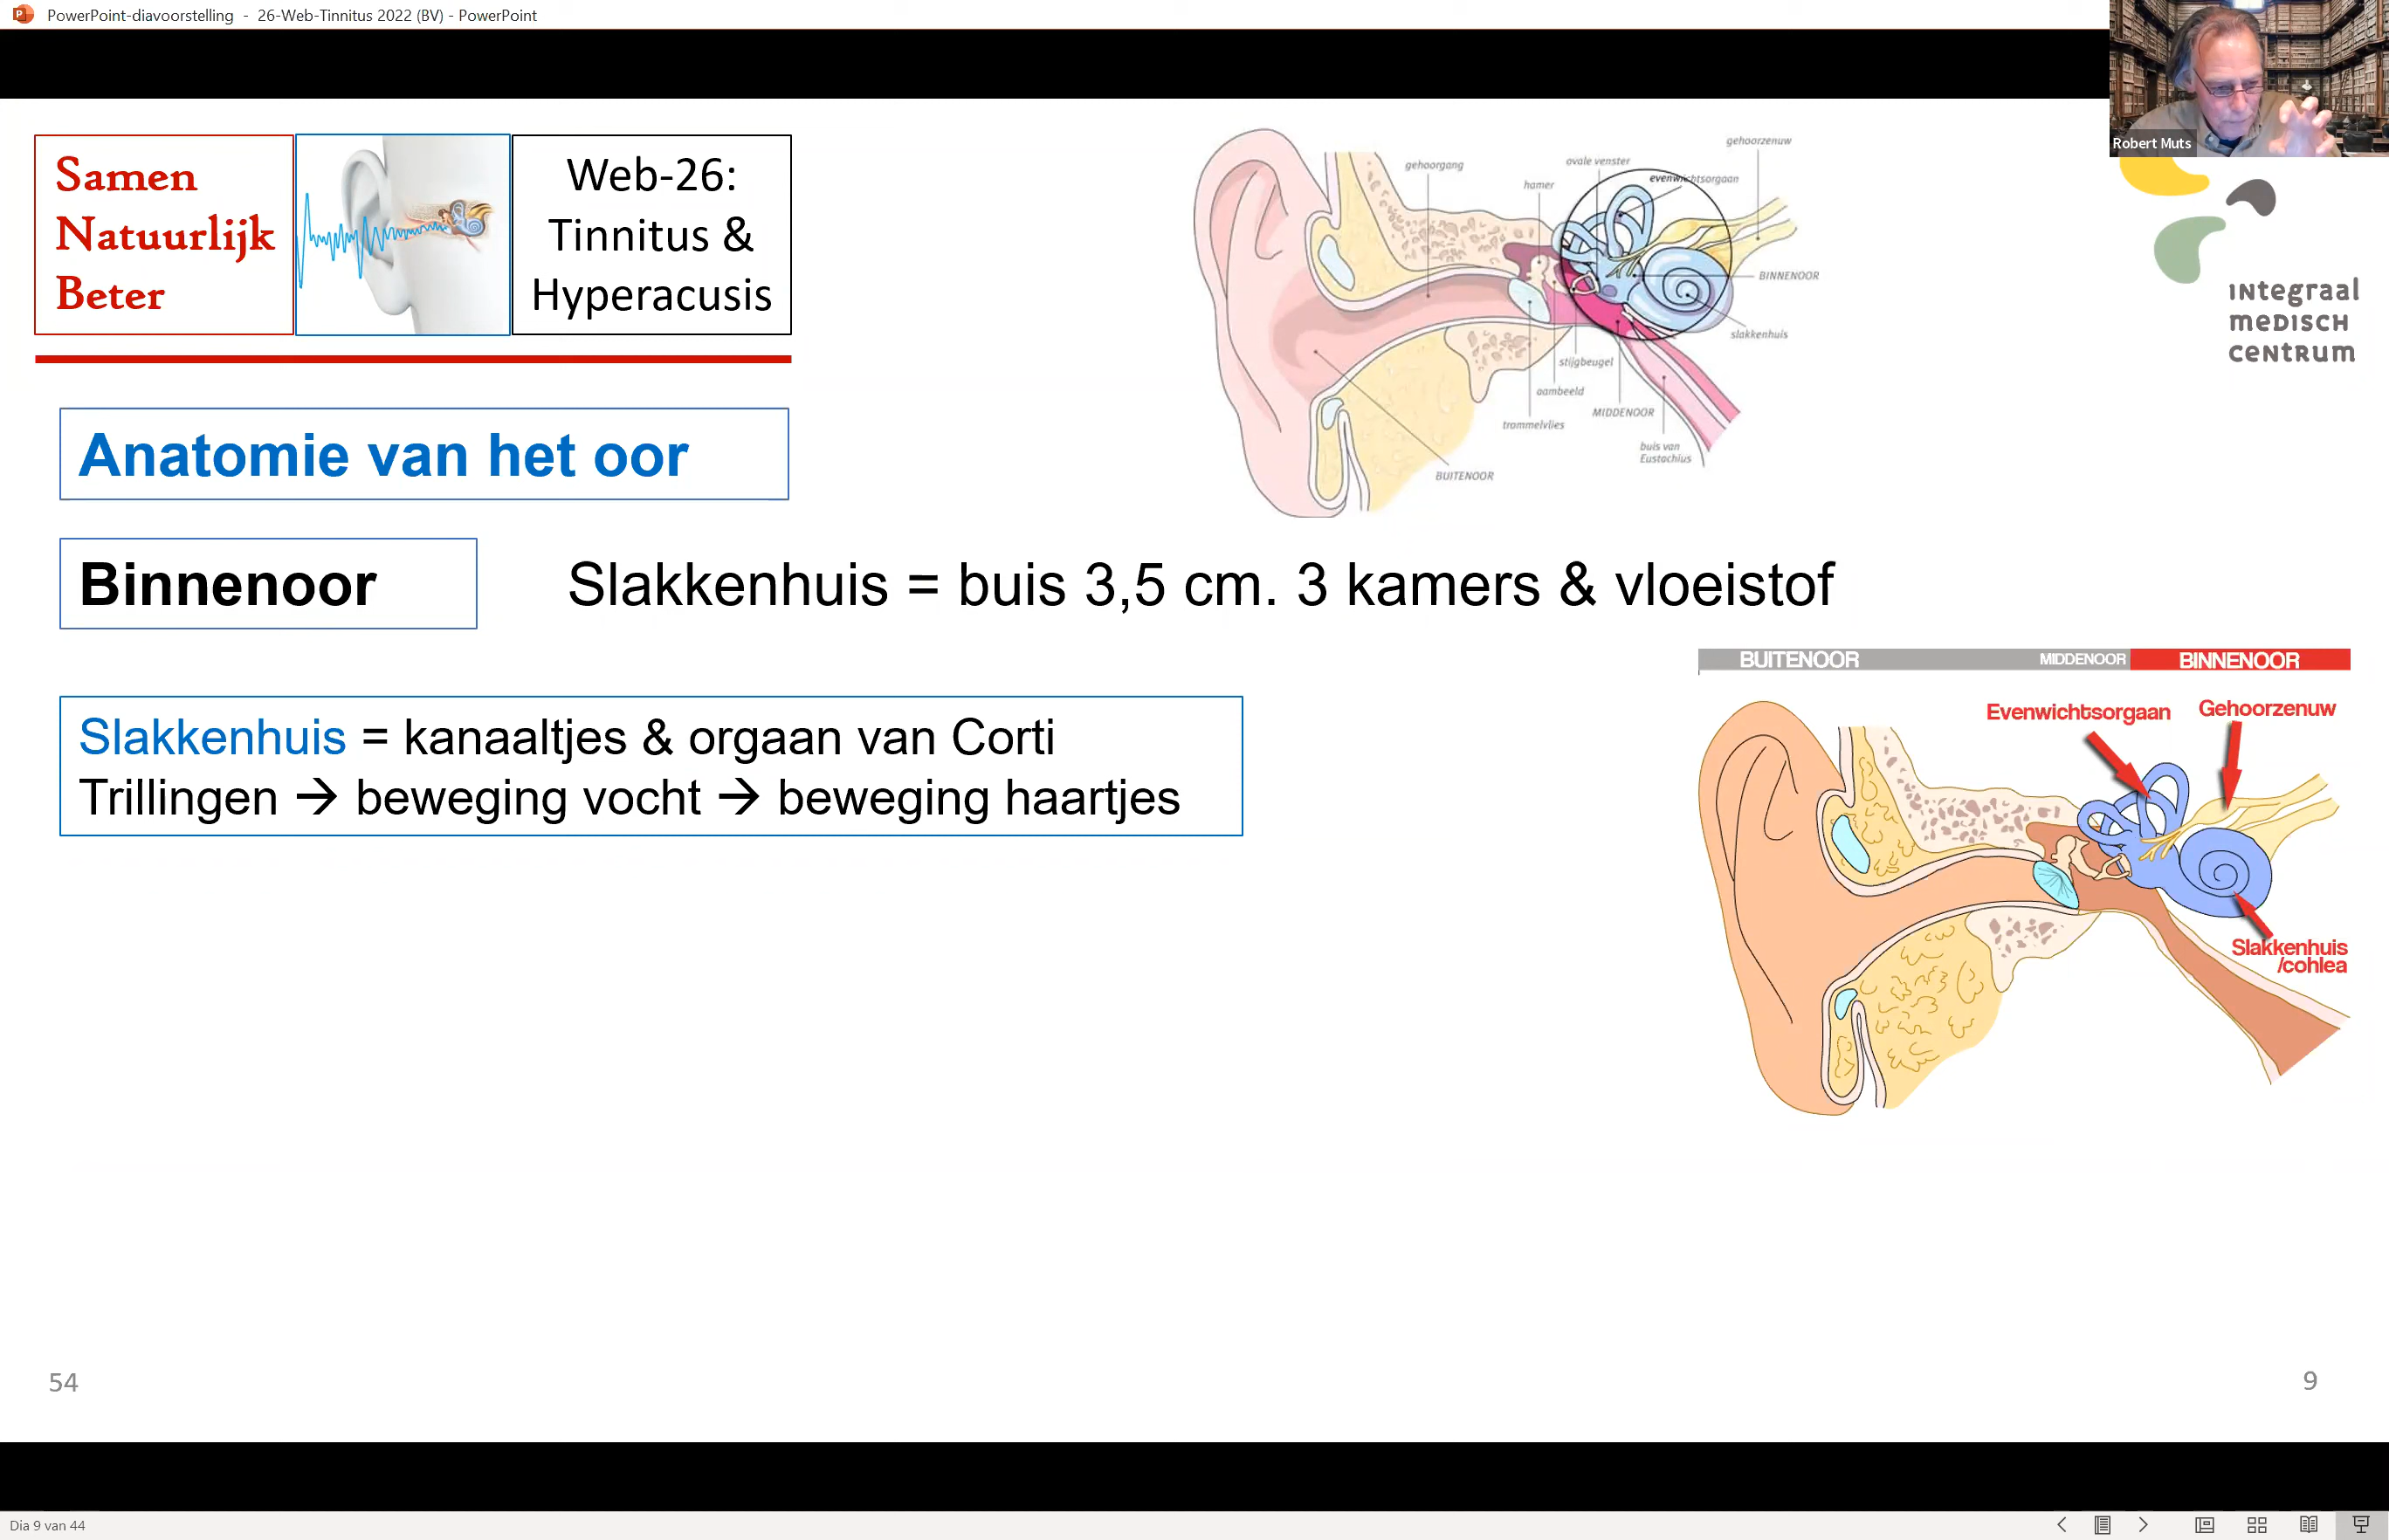 PowerPoint-diavoorstelling - 26-Web-Tinnitus 2022 (BV) - PowerPoint
Robert Muts
Samen
Natuurlijk
Beter
Web-26:
Tinnitus &
Hyperacusis
gehoorzenuw
ovale venster
gehoorgang
evenwichtsorgaan
hamer
BINNENOOR
slakkenhuis
stijgbeugel
aambeeld
MIDDENOOR
trommelvlies
buis van
Eustachius
BUITENOOR
INtegraal
meDISCH
CeNtRum
Anatomie van het oor
Binnenoor
Slakkenhuis = buis 3,5 cm. 3 kamers & vloeistof
Slakkenhuis = kanaaltjes & orgaan van Corti
Trillingen → beweging vocht → beweging haartjes
BUITENOOR
MIDDENOOR
BINNENOOR
Evenwichtsorgaan
Gehoorzenuw
Slakkenhuis
/cohlea
54
9
Dia 9 van 44